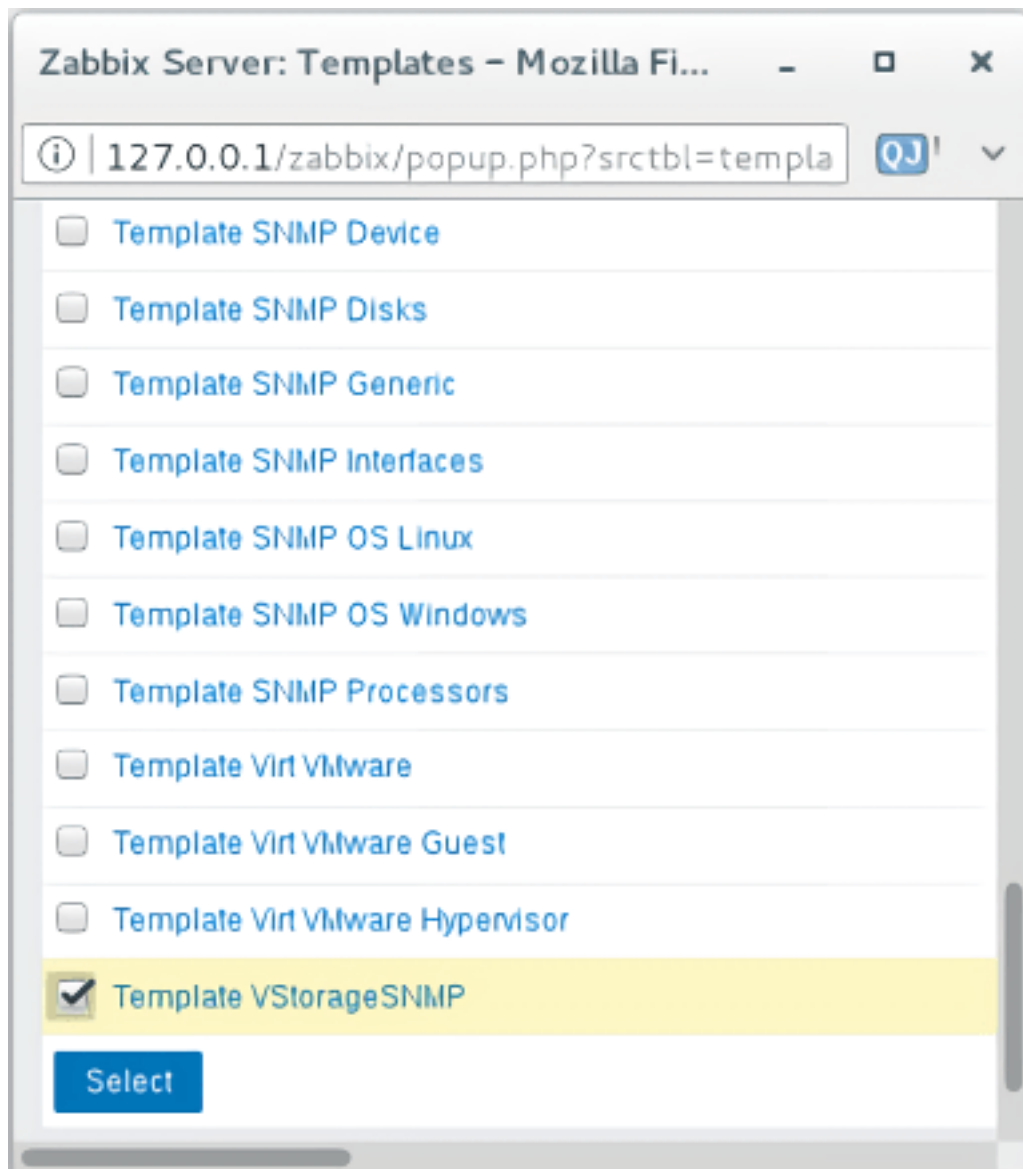 Zabbix Server: Templates – Mozilla Fi...
127.0.0.1/zabbix/popup.php?srctbl=templa
Template SNMP Device
Template SNMP Disks
Template SNMP Generic
Template SNMP Interfaces
Template SNMP OS Linux
Template SNMP OS Windows
Template SNMP Processors
Template Virt VMware
Template Virt VMware Guest
Template Virt VMware Hypervisor
Template VStorageSNMP
Select